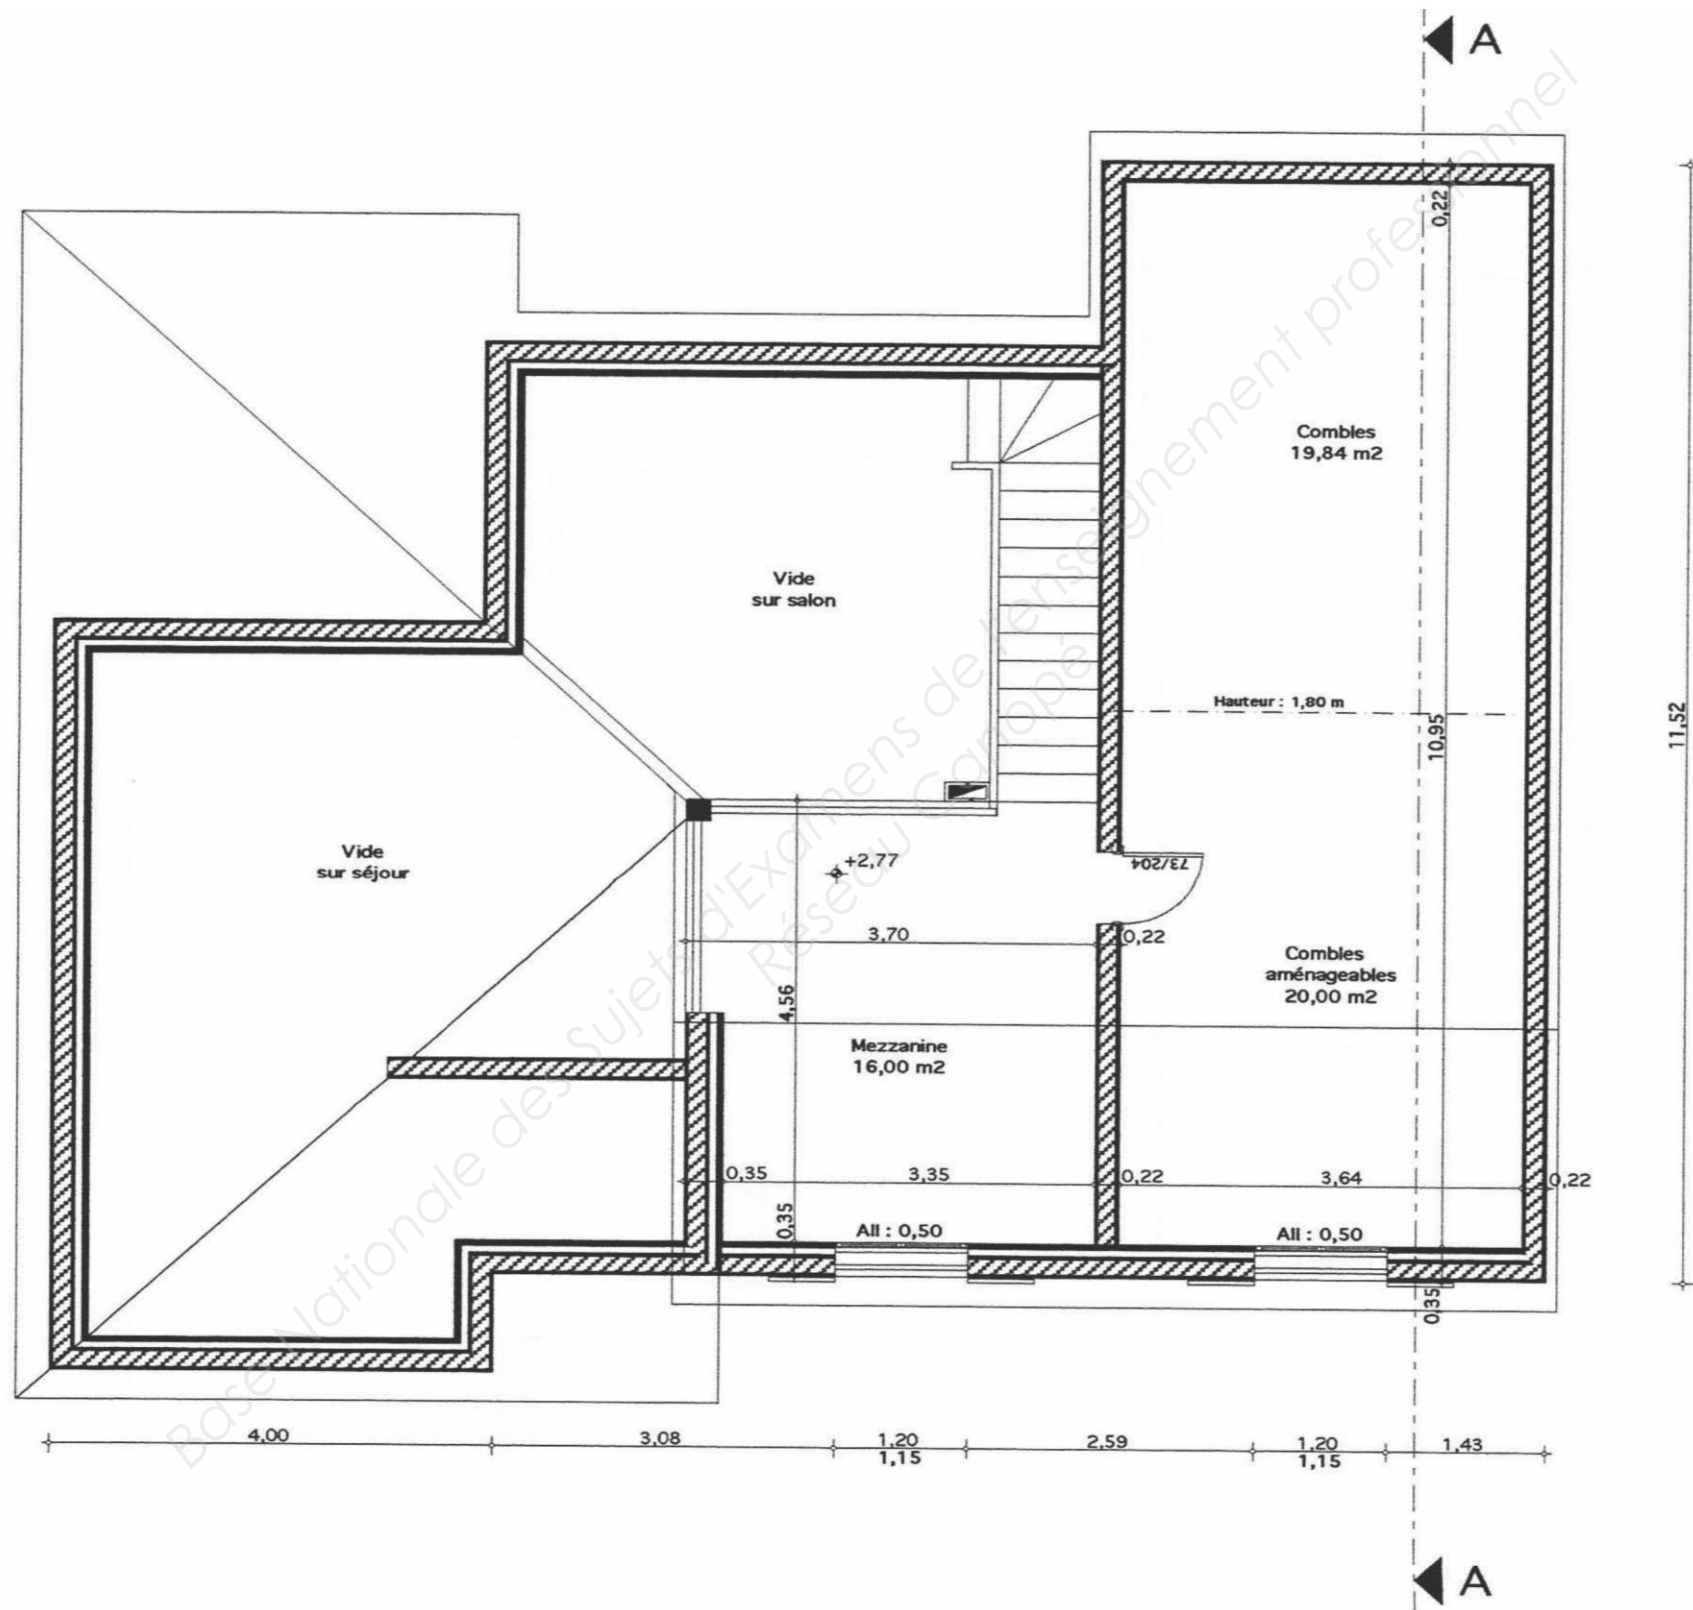 A
0,22
Combles
19,84 m2
Vide
sur salon
Hauteur : 1,80 m
10,95
11,52
Vide
sur séjour
+2,77
73/204
3,70
0,22
Combles
aménageables
20,00 m2
4,56
Mezzanine
16,00 m2
0,35
3,35
0,22
3,64
0,22
0,35
All : 0,50
All : 0,50
0,35
4,00
3,08
1,20
1,15
2,59
1,20
1,15
1,43
A
Base Nationale des Sujets d'Examens de l'enseignement professionnel
Réseau Canopé